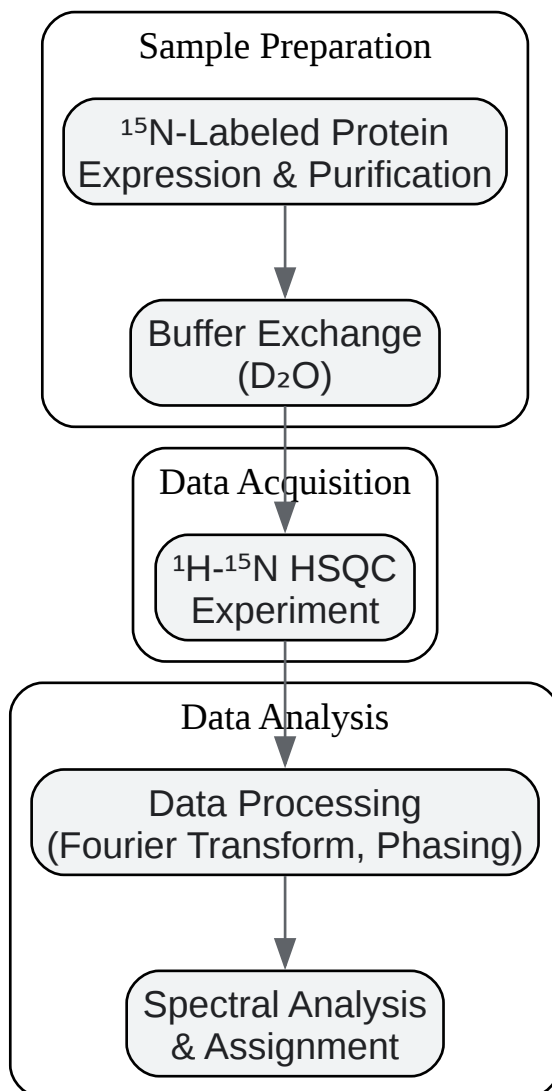 Sample Preparation
¹⁵N-Labeled Protein
Expression & Purification
Buffer Exchange
(D₂O)
Data Acquisition
¹H-¹⁵N HSQC
Experiment
Data Analysis
Data Processing
(Fourier Transform, Phasing)
Spectral Analysis
& Assignment